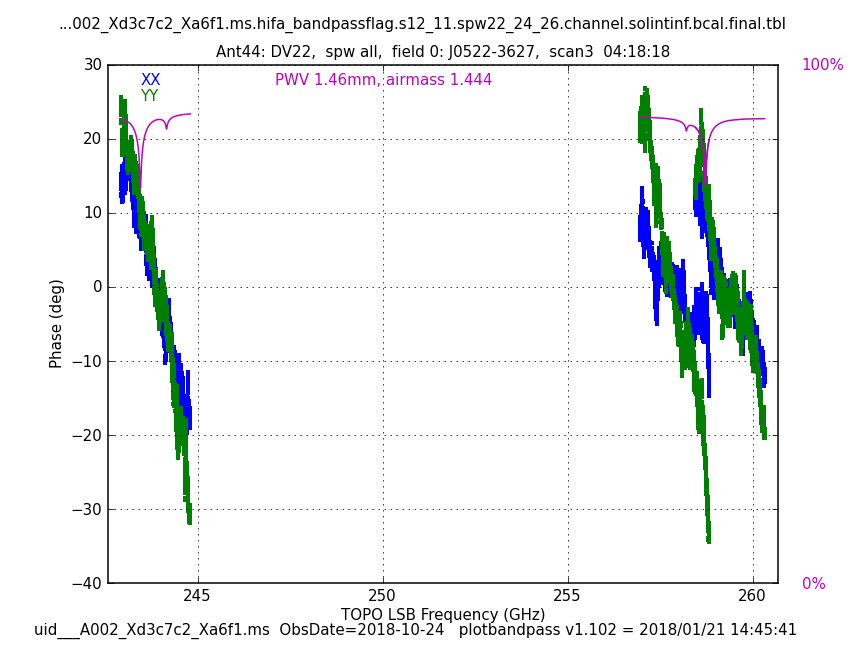 ...002_Xd3c7c2_Xa6f1.ms.hifa_bandpassflag.s12_11.spw22_24_26.channel.solintinf.bcal.final.tbl
Ant44: DV22,  spw all,  field 0: J0522-3627,  scan3  04:18:18
30
100%
XX
PWV 1.46mm, airmass 1.444
YY
20
10
0
Phase (deg)
−10
−20
−30
−40
0%
245
250
255
260
TOPO LSB Frequency (GHz)
uid___A002_Xd3c7c2_Xa6f1.ms  ObsDate=2018-10-24   plotbandpass v1.102 = 2018/01/21 14:45:41